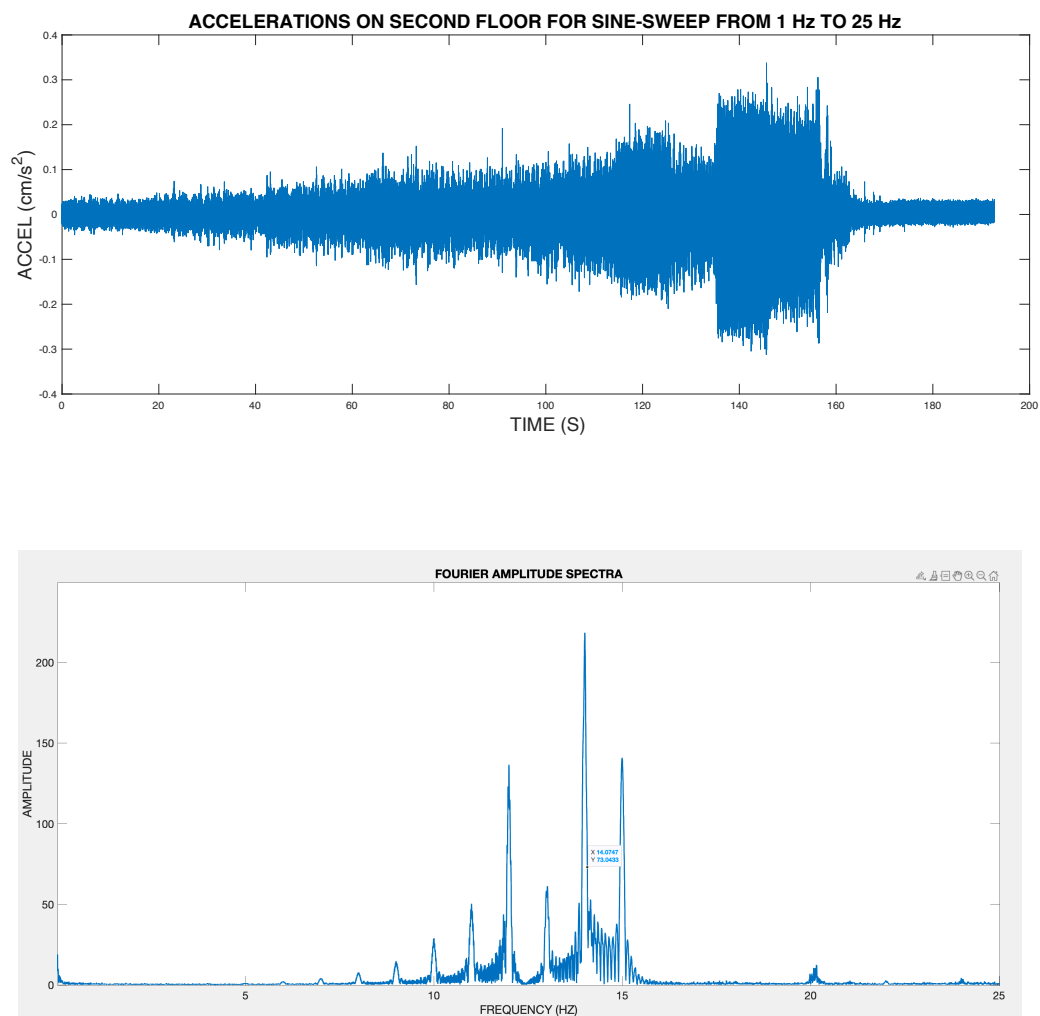 ACCELERATIONS ON SECOND FLOOR FOR SINE-SWEEP FROM 1 Hz TO 25 Hz
0.4
0.3
0.2
0.1
0
-0.1
-0.2
-0.3
-0.4
ACCEL (cm/s²)
0 20 40 60 80 100 120 140 160 180 200
TIME (S)
FOURIER AMPLITUDE SPECTRA
200
150
100
50
0
AMPLITUDE
X 14.0747
Y 73.0433
5 10 15 20 25
FREQUENCY (HZ)